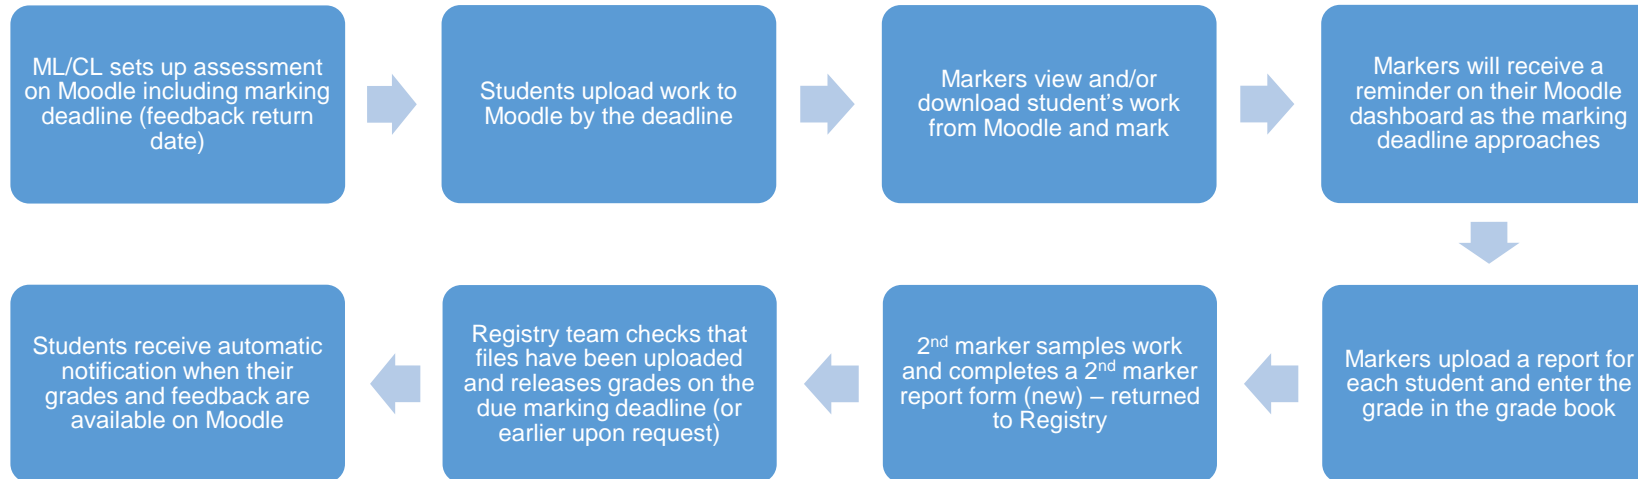 ML/CL sets up assessment
on Moodle including marking
deadline (feedback return
date)
Students upload work to
Moodle by the deadline
Markers view and/or
download student’s work
from Moodle and mark
Markers will receive a
reminder on their Moodle
dashboard as the marking
deadline approaches
Markers upload a report for
each student and enter the
grade in the grade book
2nd marker samples work
and completes a 2nd marker
report form (new) – returned
to Registry
Registry team checks that
files have been uploaded
and releases grades on the
due marking deadline (or
earlier upon request)
Students receive automatic
notification when their
grades and feedback are
available on Moodle